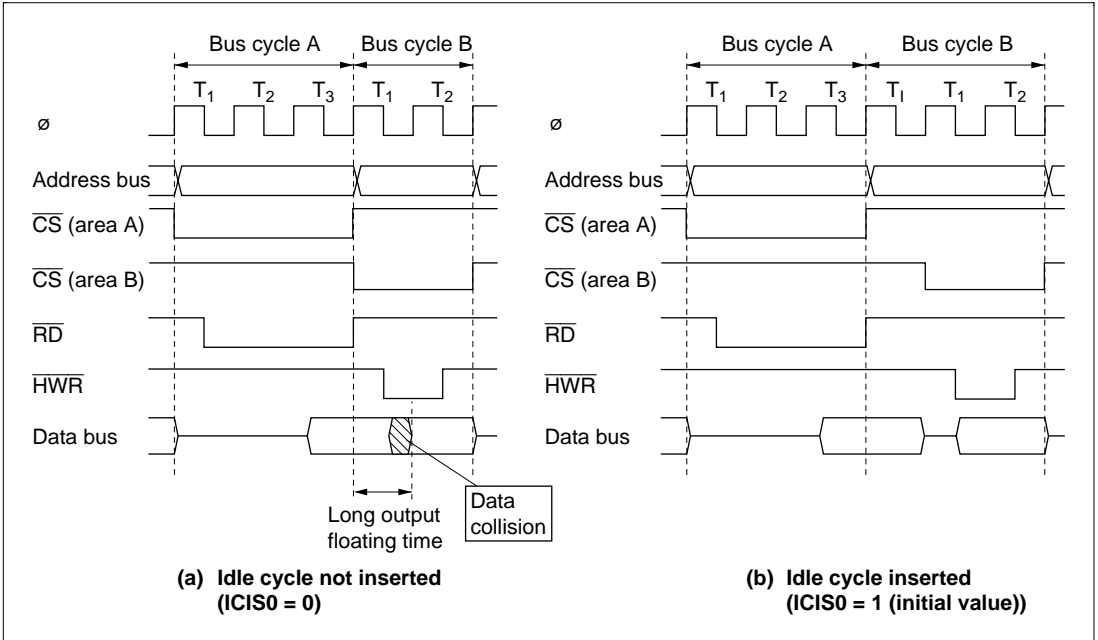 Bus cycle A
Bus cycle B
T1 T2 T3 T1 T2
ø
Address bus
CS (area A)
CS (area B)
RD
HWR
Data bus
Long output
floating time
Data
collision
(a) Idle cycle not inserted
(ICIS0 = 0)
Bus cycle A
Bus cycle B
T1 T2 T3 TI T1 T2
ø
Address bus
CS (area A)
CS (area B)
RD
HWR
Data bus
(b) Idle cycle inserted
(ICIS0 = 1 (initial value))